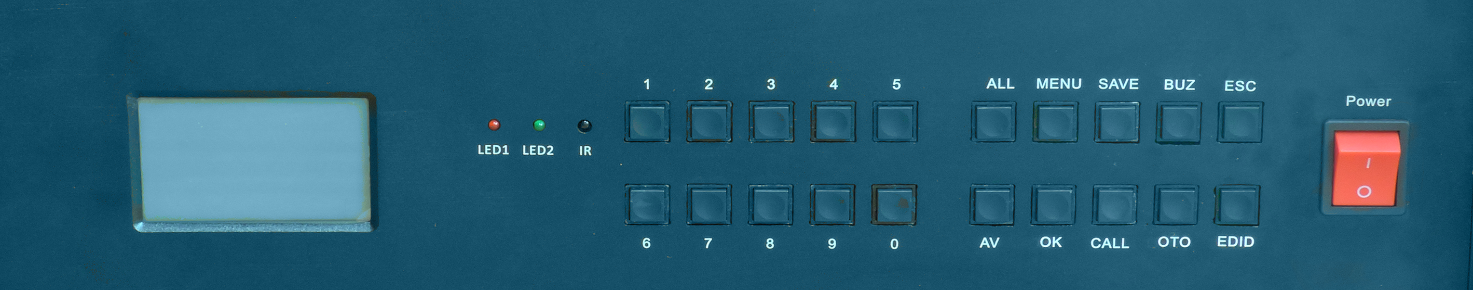 1 2 3 4 5 ALL MENU SAVE BUZ ESC
Power
LED1 LED2 IR
I
O
6 7 8 9 0 AV OK CALL OTO EDID